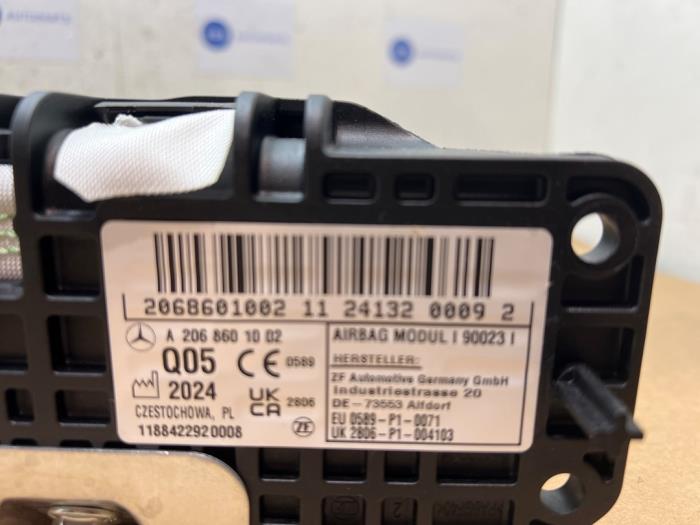 2068601002 11 24132 0009 2
A 206 860 10 02
Q05 CE 0589
2024 UK CA 2806
CZESTOCHOWA, PL
1188422920008 ZF
AIRBAG MODUL I 90023 I
HERSTELLER:
ZF Automotive Germany GmbH
Industriestrasse 20
DE-73553 Alfdorf
EU 0589-P1-0071
UK 2806-P1-004103